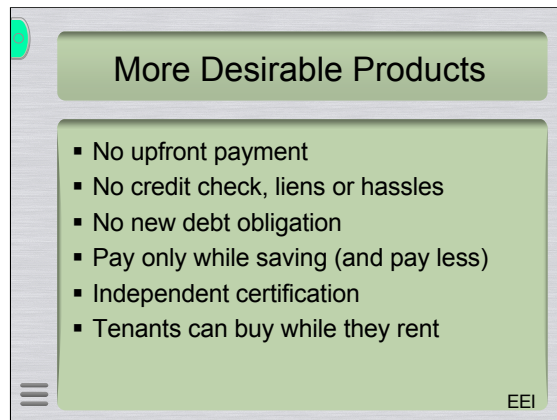 More Desirable Products
▪ No upfront payment
▪ No credit check, liens or hassles
▪ No new debt obligation
▪ Pay only while saving (and pay less)
▪ Independent certification
▪ Tenants can buy while they rent
EEI